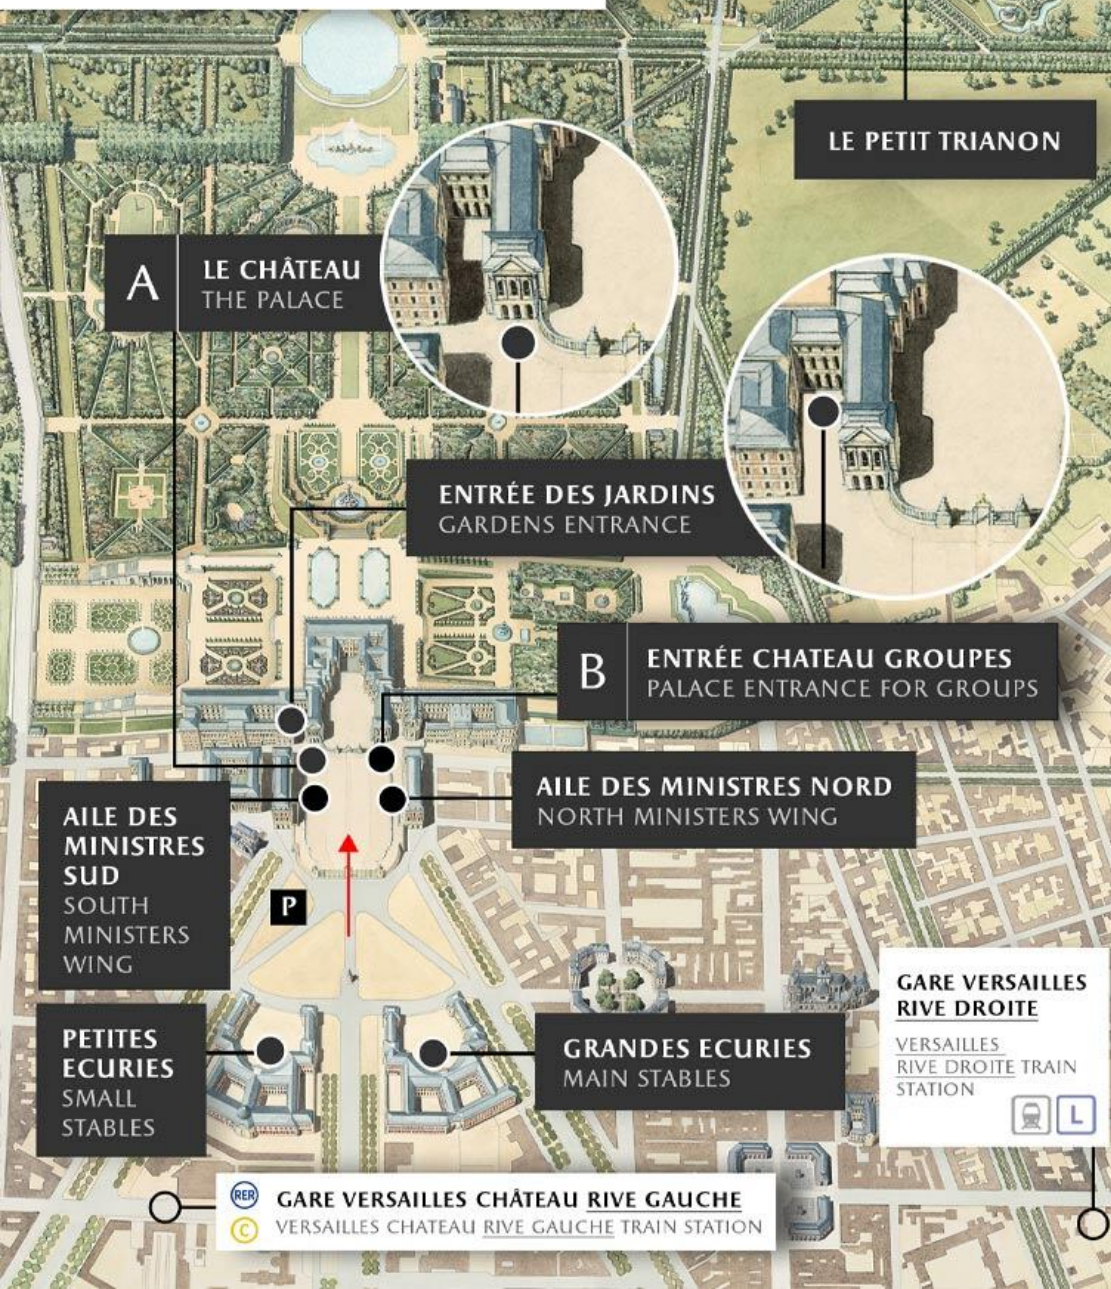 LE PETIT TRIANON
A
LE CHÂTEAU
THE PALACE
ENTRÉE DES JARDINS
GARDENS ENTRANCE
B
ENTRÉE CHATEAU GROUPES
PALACE ENTRANCE FOR GROUPS
AILE DES MINISTRES NORD
NORTH MINISTERS WING
AILE DES
MINISTRES
SUD
SOUTH
MINISTERS
WING
P
PETITES
ECURIES
SMALL
STABLES
GRANDES ECURIES
MAIN STABLES
GARE VERSAILLES
RIVE DROITE
VERSAILLES
RIVE DROITE TRAIN
STATION
L
RER
C
GARE VERSAILLES CHÂTEAU RIVE GAUCHE
VERSAILLES CHATEAU RIVE GAUCHE TRAIN STATION